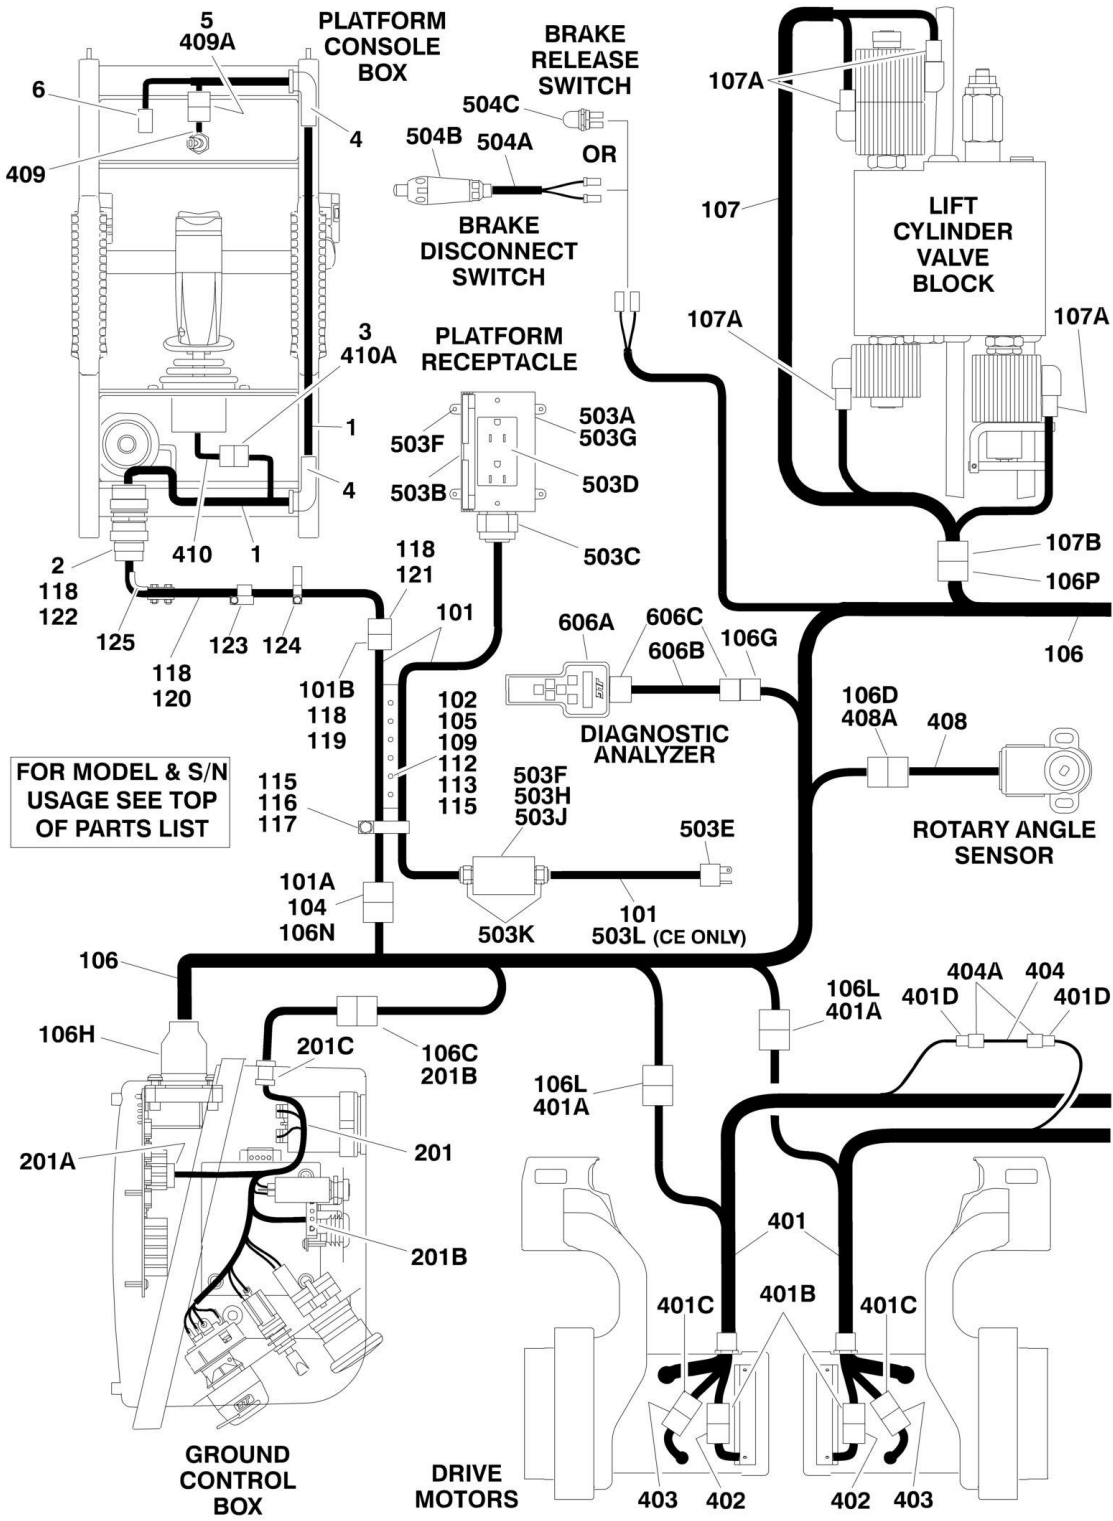 5
409A
PLATFORM
CONSOLE
BOX
6
4
409
3
410A
1
4
410
1
2
118
122
125
118
120
123
124
118
121
101
101B
118
119
BRAKE
RELEASE
SWITCH
504C
504B
504A
OR
BRAKE
DISCONNECT
SWITCH
PLATFORM
RECEPTACLE
503F
503B
503A
503G
503D
503C
107A
107
LIFT
CYLINDER
VALVE
BLOCK
107A
107A
107B
106P
106
606A
606C
606B
106G
DIAGNOSTIC
ANALYZER
102
105
109
112
113
115
106D
408A
408
ROTARY ANGLE
SENSOR
FOR MODEL & S/N
USAGE SEE TOP
OF PARTS LIST
115
116
117
503F
503H
503J
503E
101A
104
106N
503K
101
503L (CE ONLY)
106
106H
201C
106C
201B
106L
401A
106L
401A
401D
404A
404
401D
201A
201
201B
401
401C
401B
401C
403
402
402
403
GROUND
CONTROL
BOX
DRIVE
MOTORS